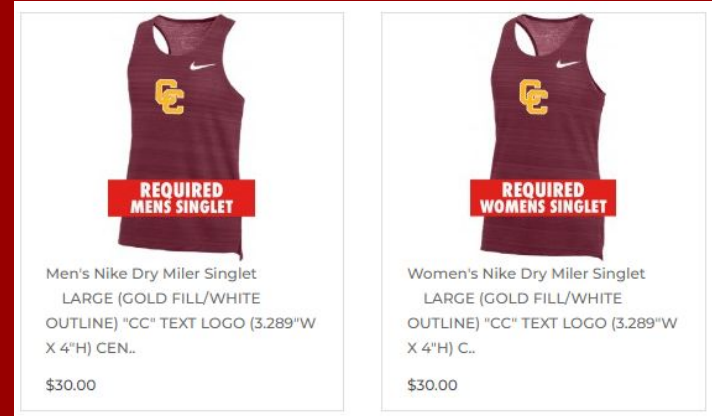 CC
REQUIRED
MENS SINGLET
Men's Nike Dry Miler Singlet
LARGE (GOLD FILL/WHITE
OUTLINE) "CC" TEXT LOGO (3.289"W
X 4"H) CEN..
$30.00
CC
REQUIRED
WOMENS SINGLET
Women's Nike Dry Miler Singlet
LARGE (GOLD FILL/WHITE
OUTLINE) "CC" TEXT LOGO (3.289"W
X 4"H) C..
$30.00